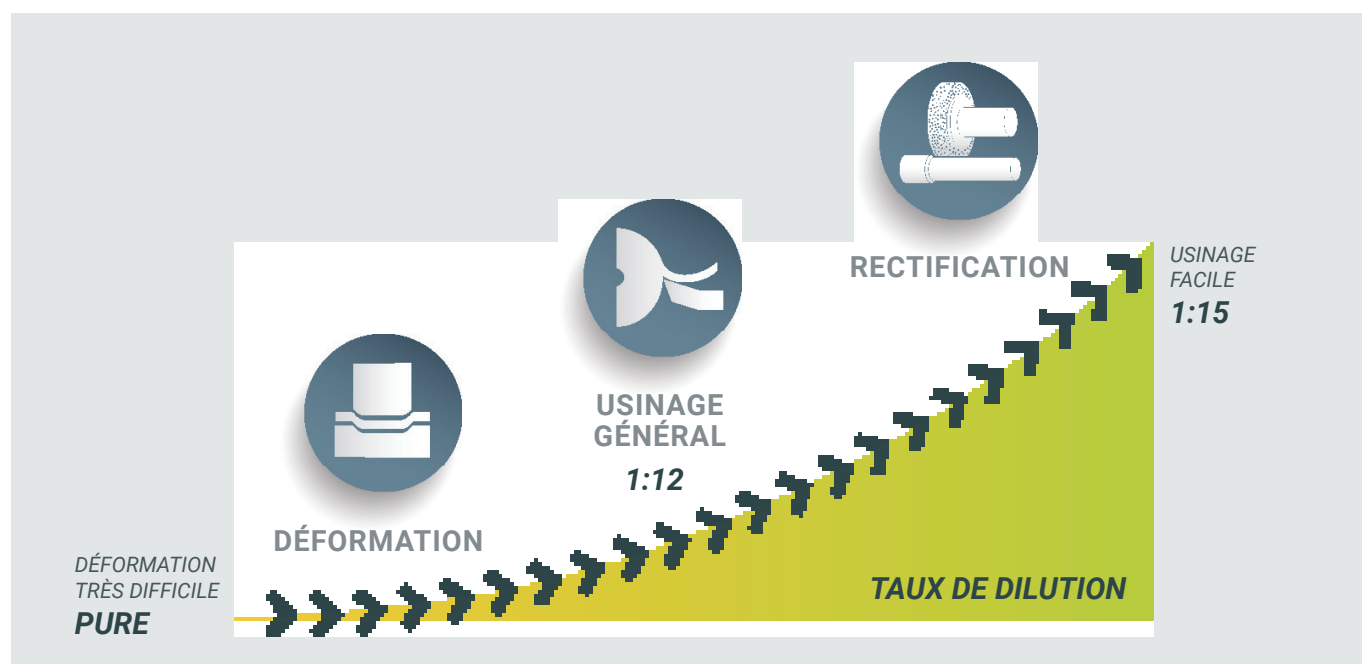 RECTIFICATION
USINAGE
FACILE
1:15
USINAGE
GÉNÉRAL
1:12
DÉFORMATION
DÉFORMATION
TRÈS DIFFICILE
PURE
TAUX DE DILUTION